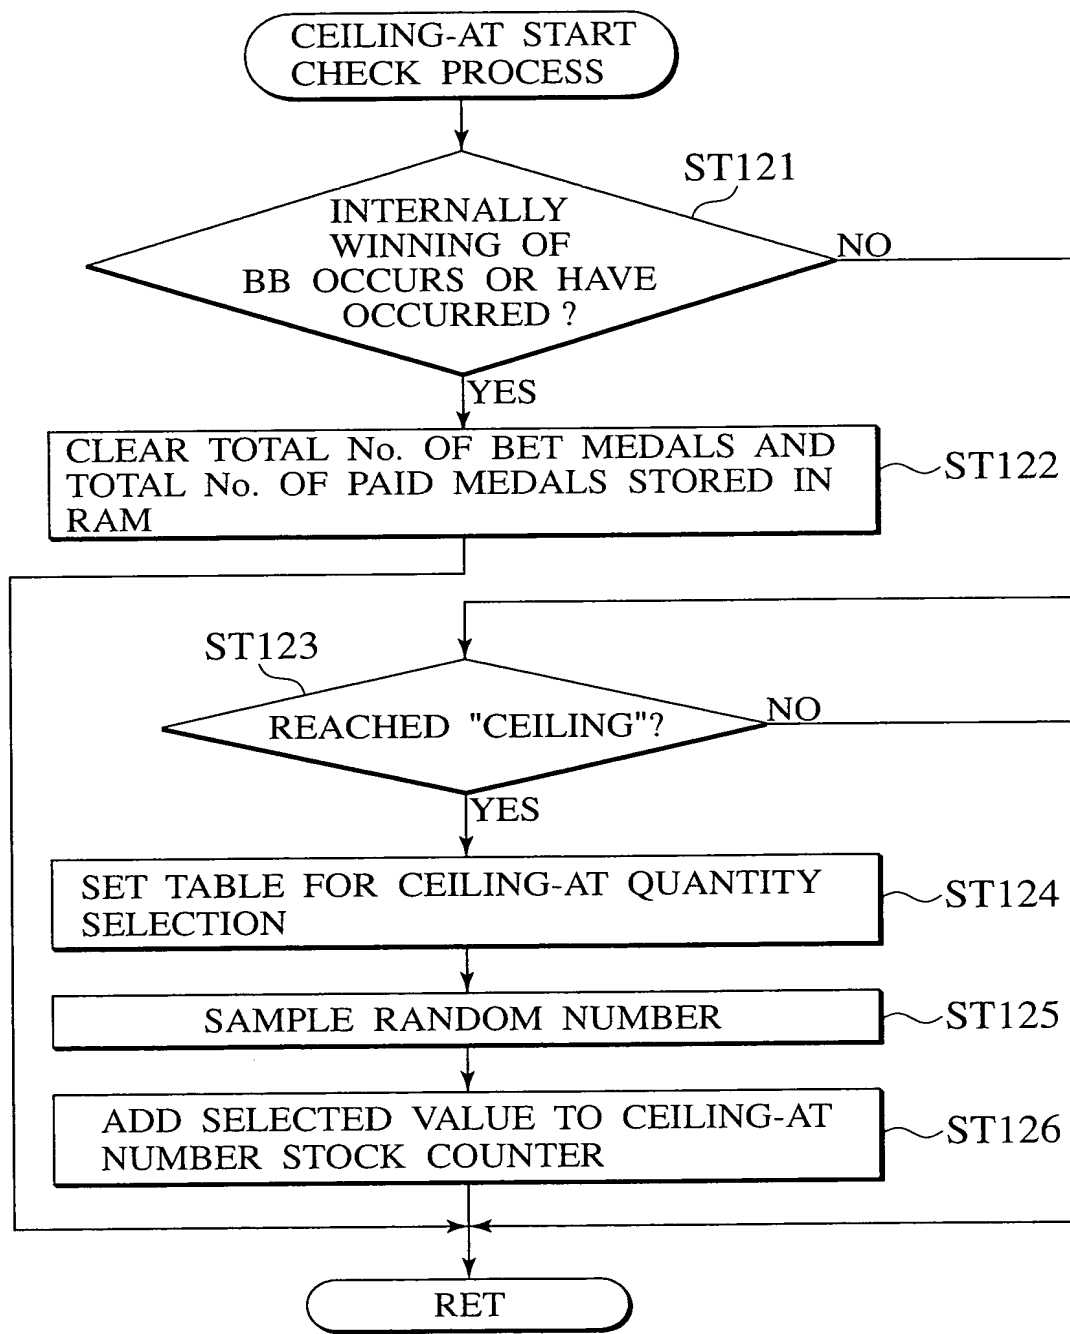 CEILING-AT START
CHECK PROCESS
ST121
INTERNALLY
WINNING OF
BB OCCURS OR HAVE
OCCURRED ?
NO
YES
CLEAR TOTAL No. OF BET MEDALS AND
TOTAL No. OF PAID MEDALS STORED IN
RAM
ST122
ST123
REACHED "CEILING"?
NO
YES
SET TABLE FOR CEILING-AT QUANTITY
SELECTION
ST124
SAMPLE RANDOM NUMBER
ST125
ADD SELECTED VALUE TO CEILING-AT
NUMBER STOCK COUNTER
ST126
RET